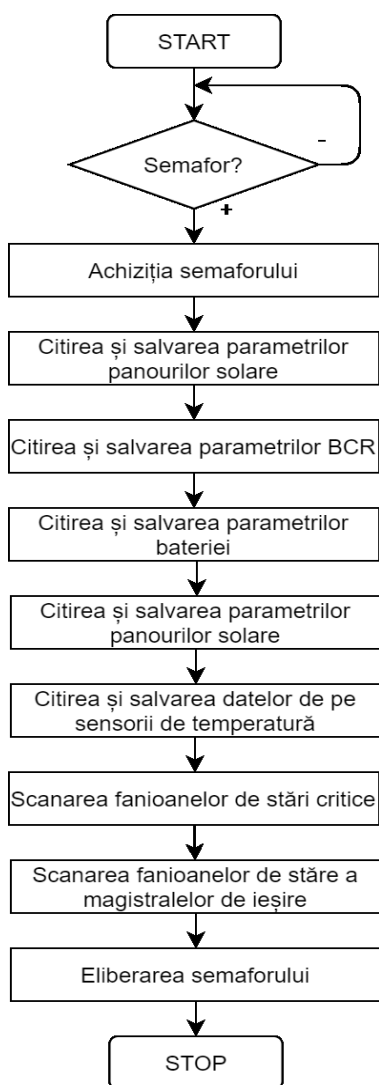 START
-
Semafor?
+
Achiziția semaforului
Citirea și salvarea parametrilor
panourilor solare
Citirea și salvarea parametrilor BCR
Citirea și salvarea parametrilor
bateriei
Citirea și salvarea parametrilor
panourilor solare
Citirea și salvarea datelor de pe
sensorii de temperatură
Scanarea fanioanelor de stări critice
Scanarea fanioanelor de stăre a
magistralelor de ieșire
Eliberarea semaforului
STOP